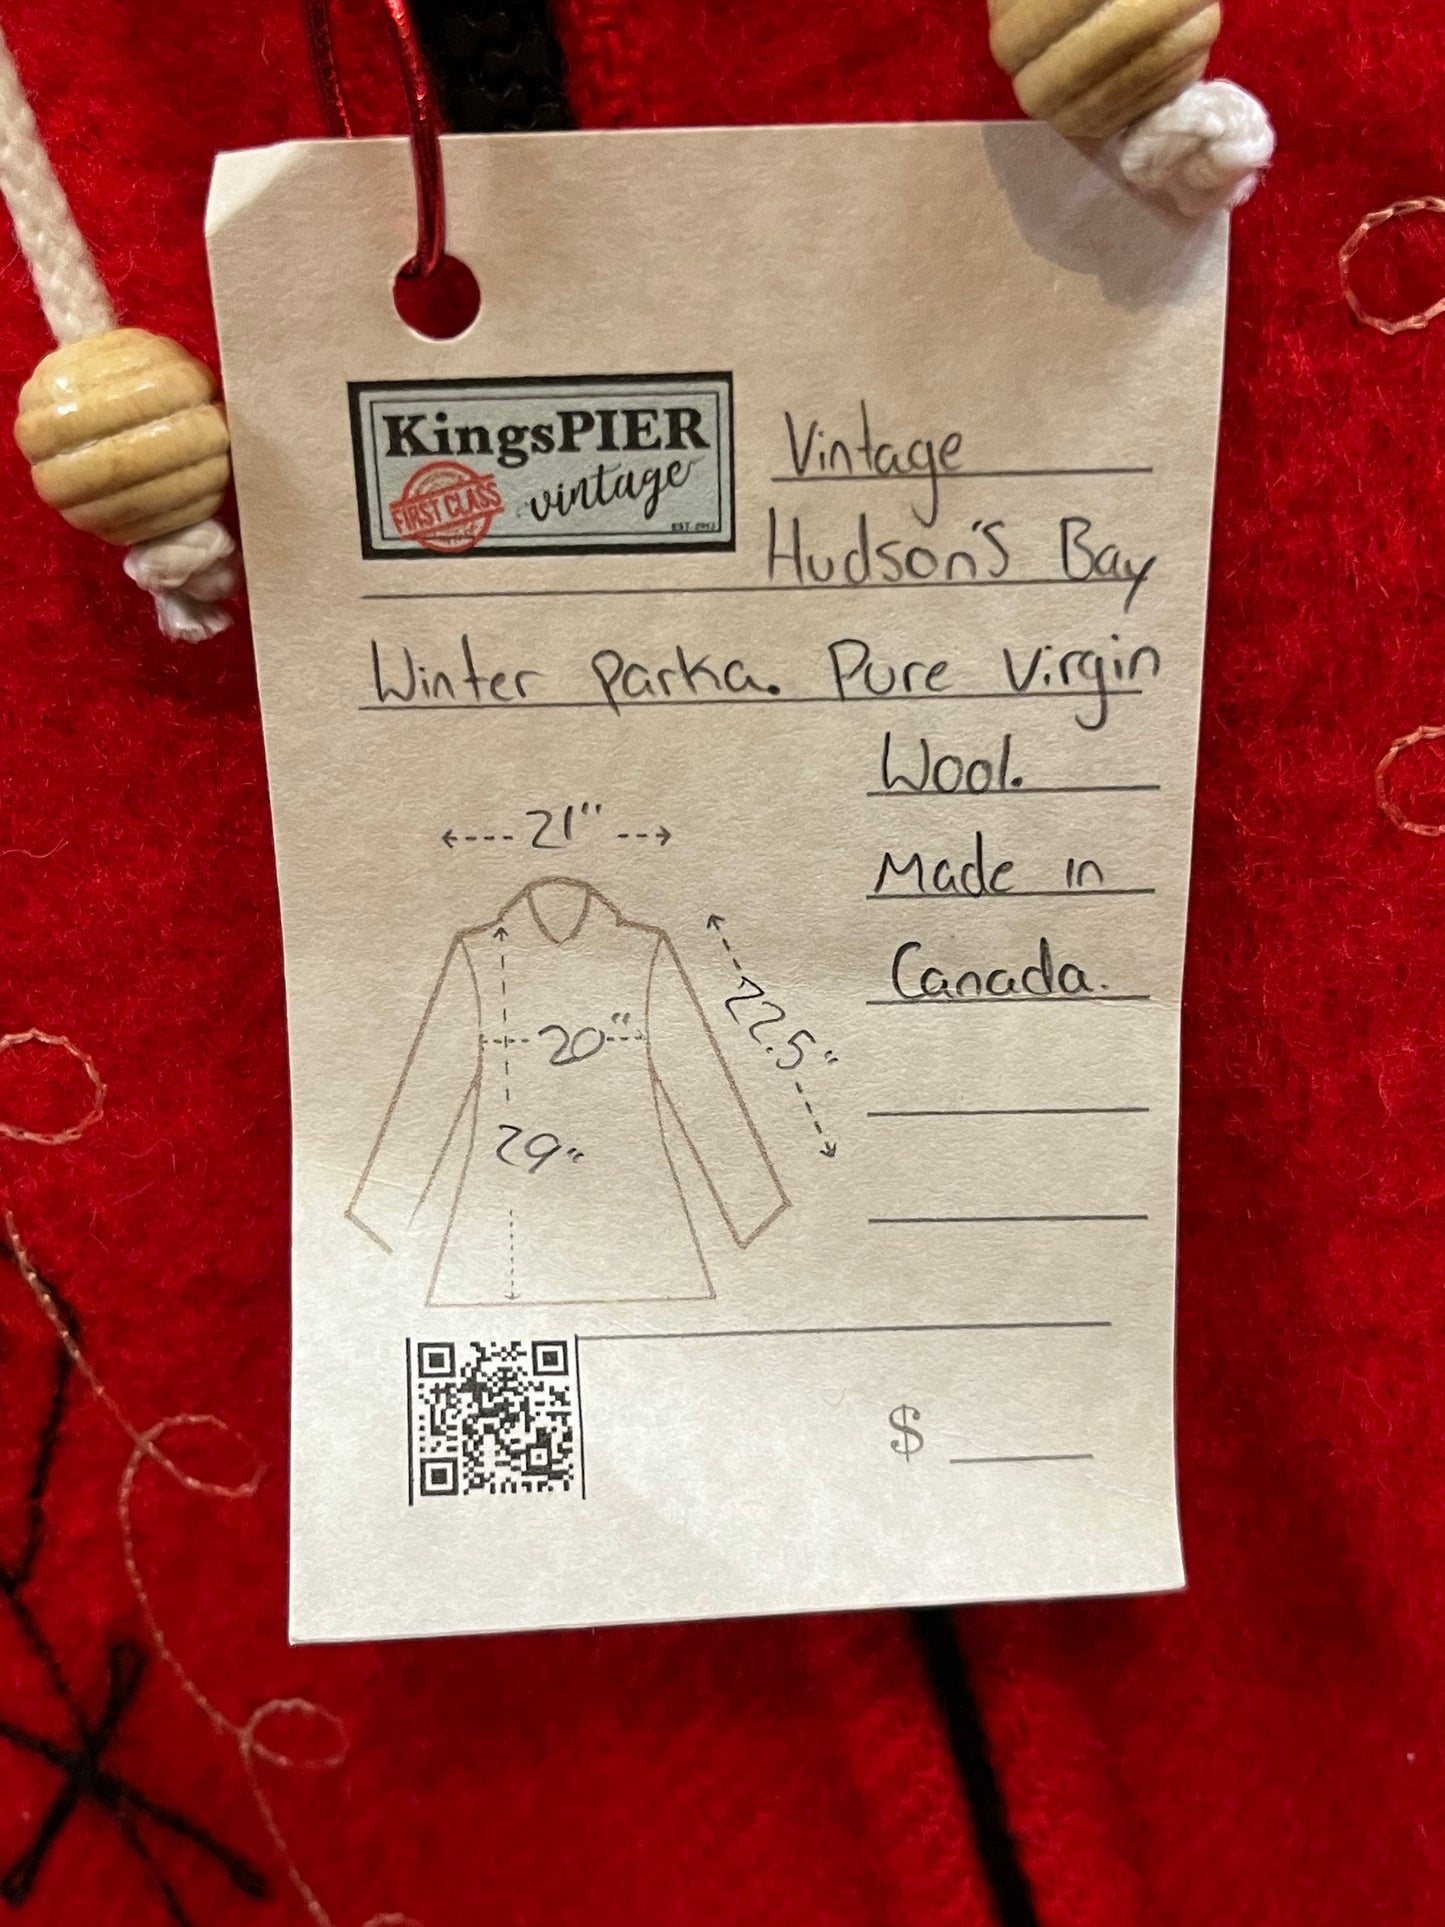 KingsPIER
vintage
FIRST CLASS
Vintage
Hudson's Bay
Winter parka. Pure Virgin
Wool.
Made in
Canada.
21"
22.5"
20"
29"
$